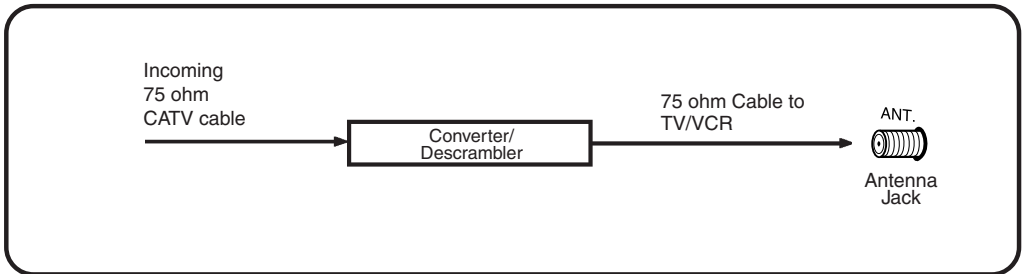 Incoming
75 ohm
CATV cable
Converter/
Descrambler
75 ohm Cable to
TV/VCR
ANT.
Antenna
Jack